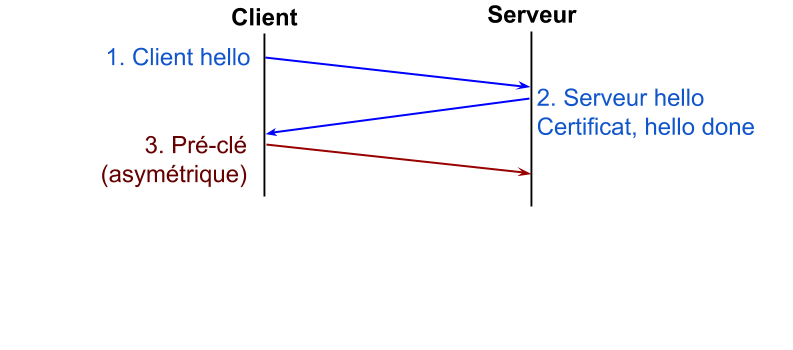 Client
Serveur
1. Client hello
2. Serveur hello
Certificat, hello done
3. Pré-clé
(asymétrique)